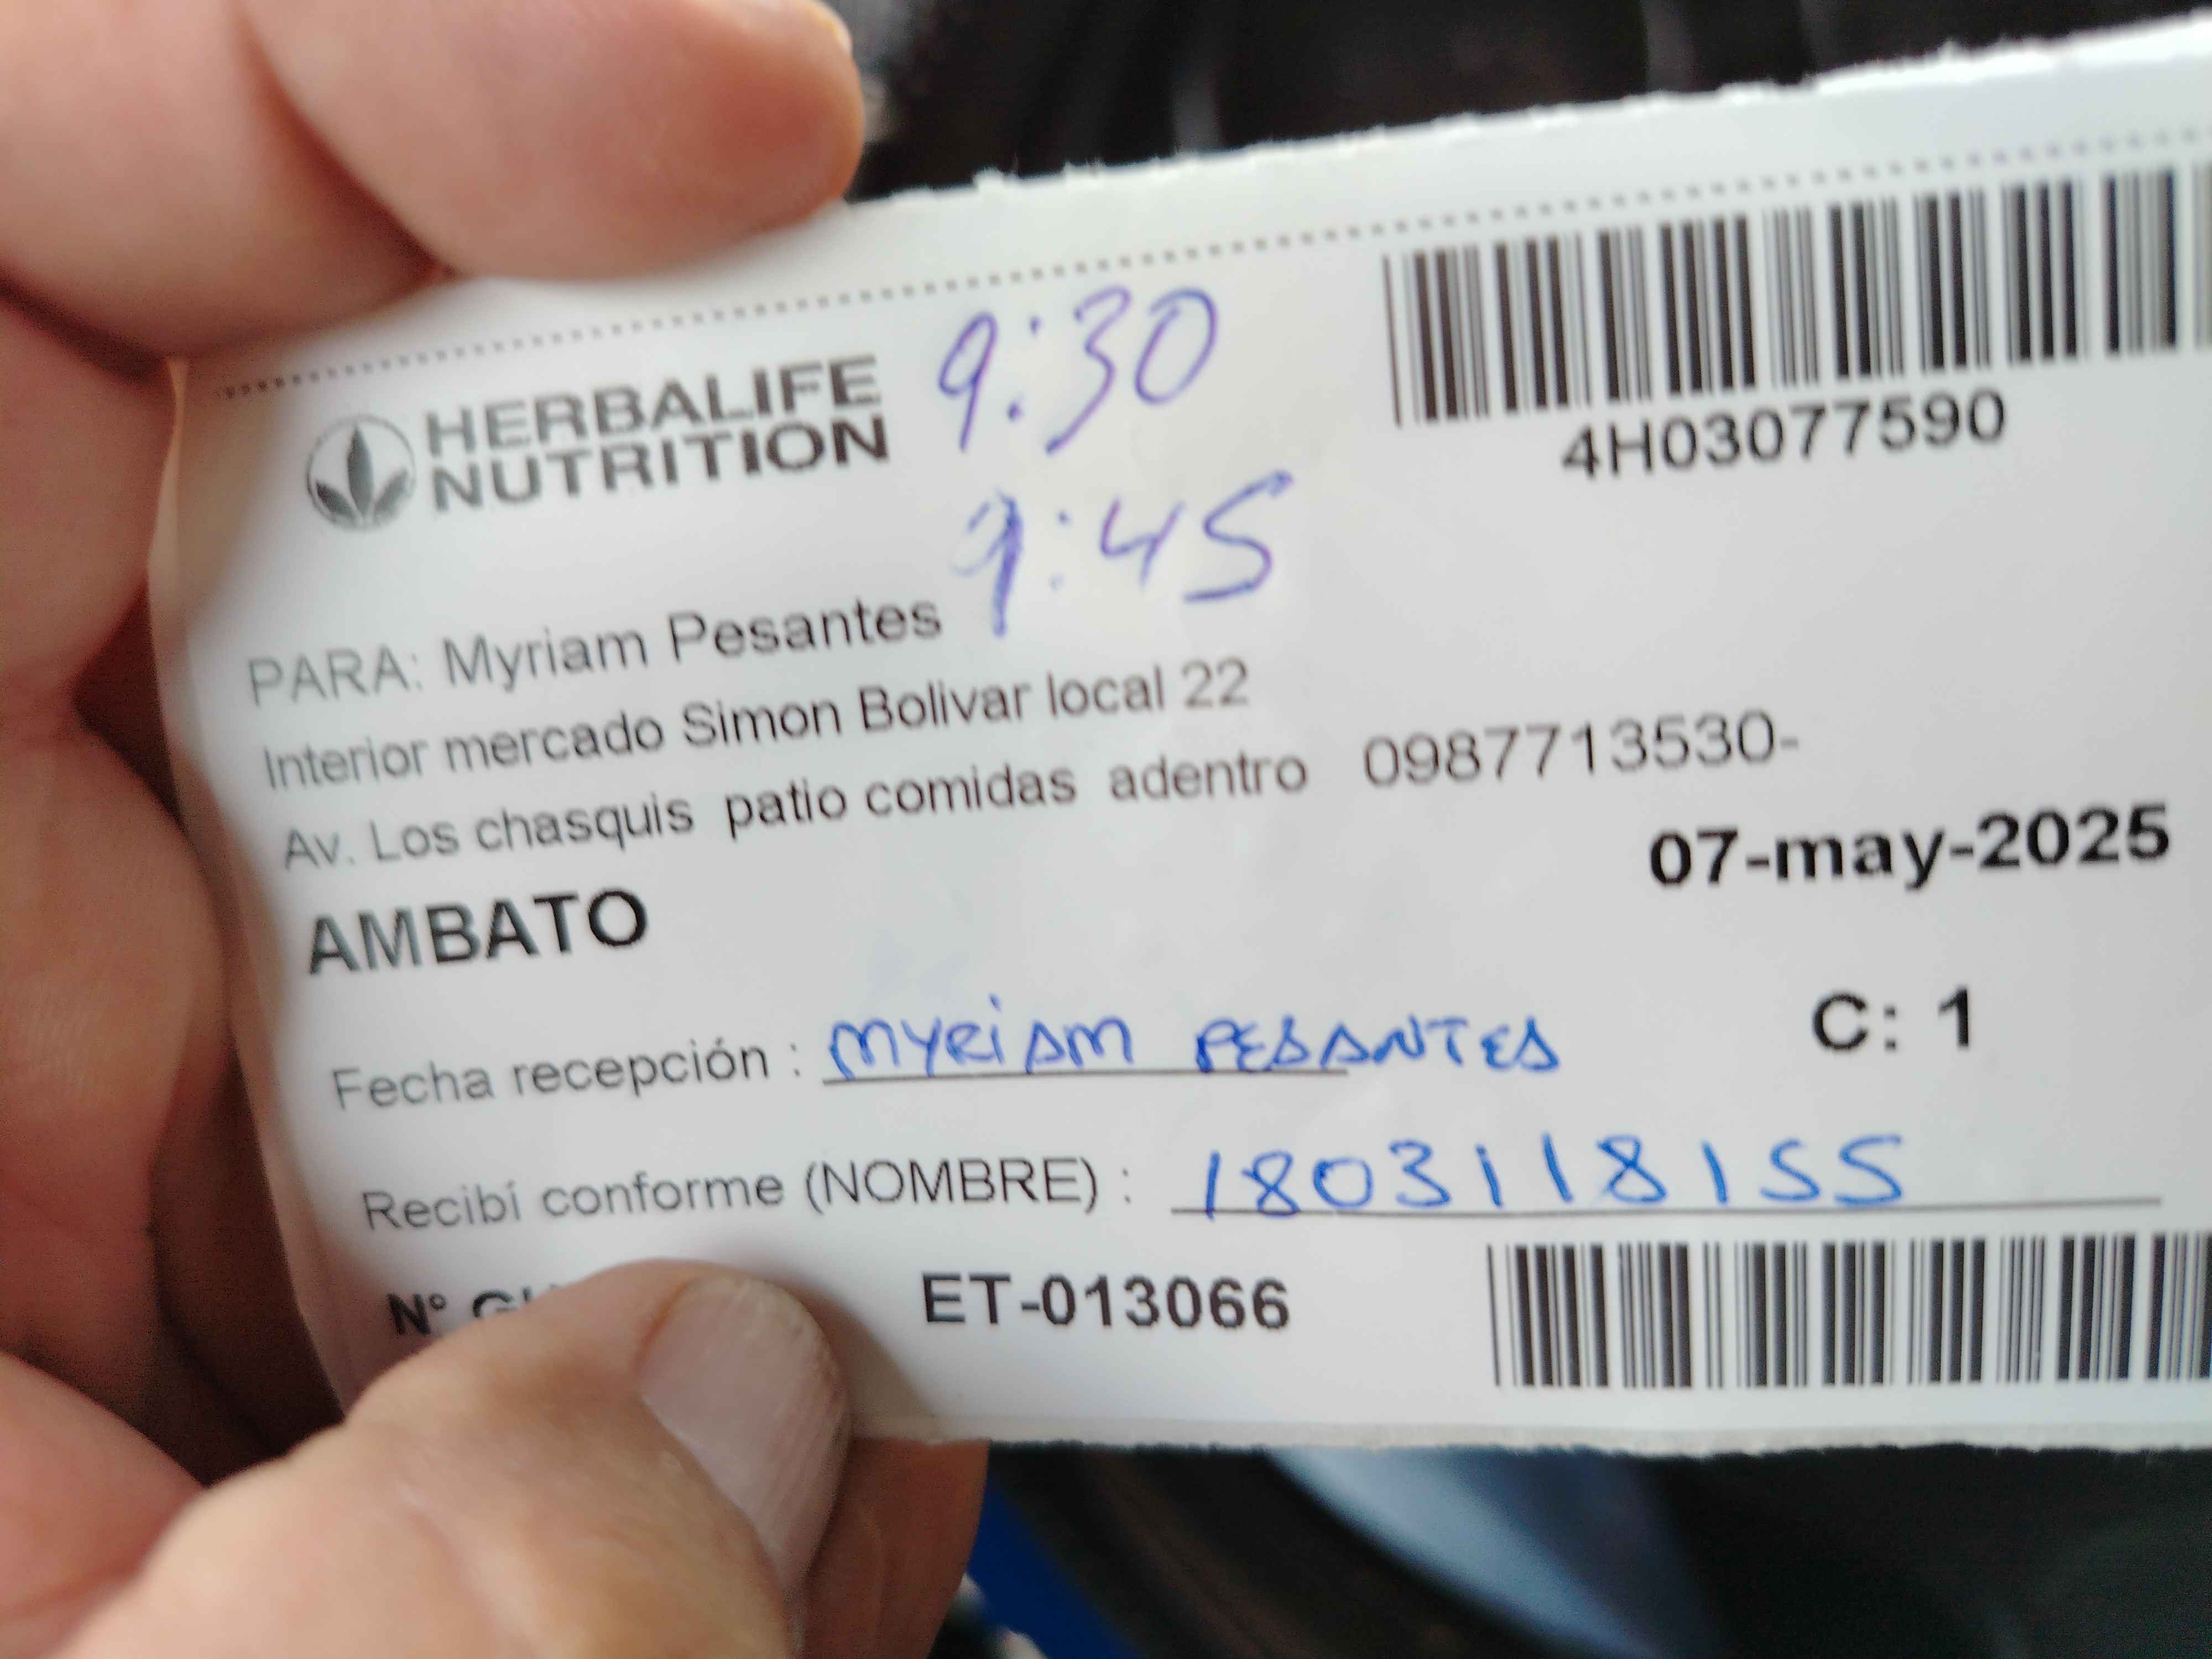 HERBALIFE
NUTRITION
9:30
9:45
4H03077590
PARA: Myriam Pesantes
Interior mercado Simon Bolivar local 22
Av. Los chasquis patio comidas adentro 0987713530-
07-may-2025
AMBATO
C: 1
Fecha recepción : MYRIAM PESANTES
Recibí conforme (NOMBRE) : 1803118155
N° ET-013066